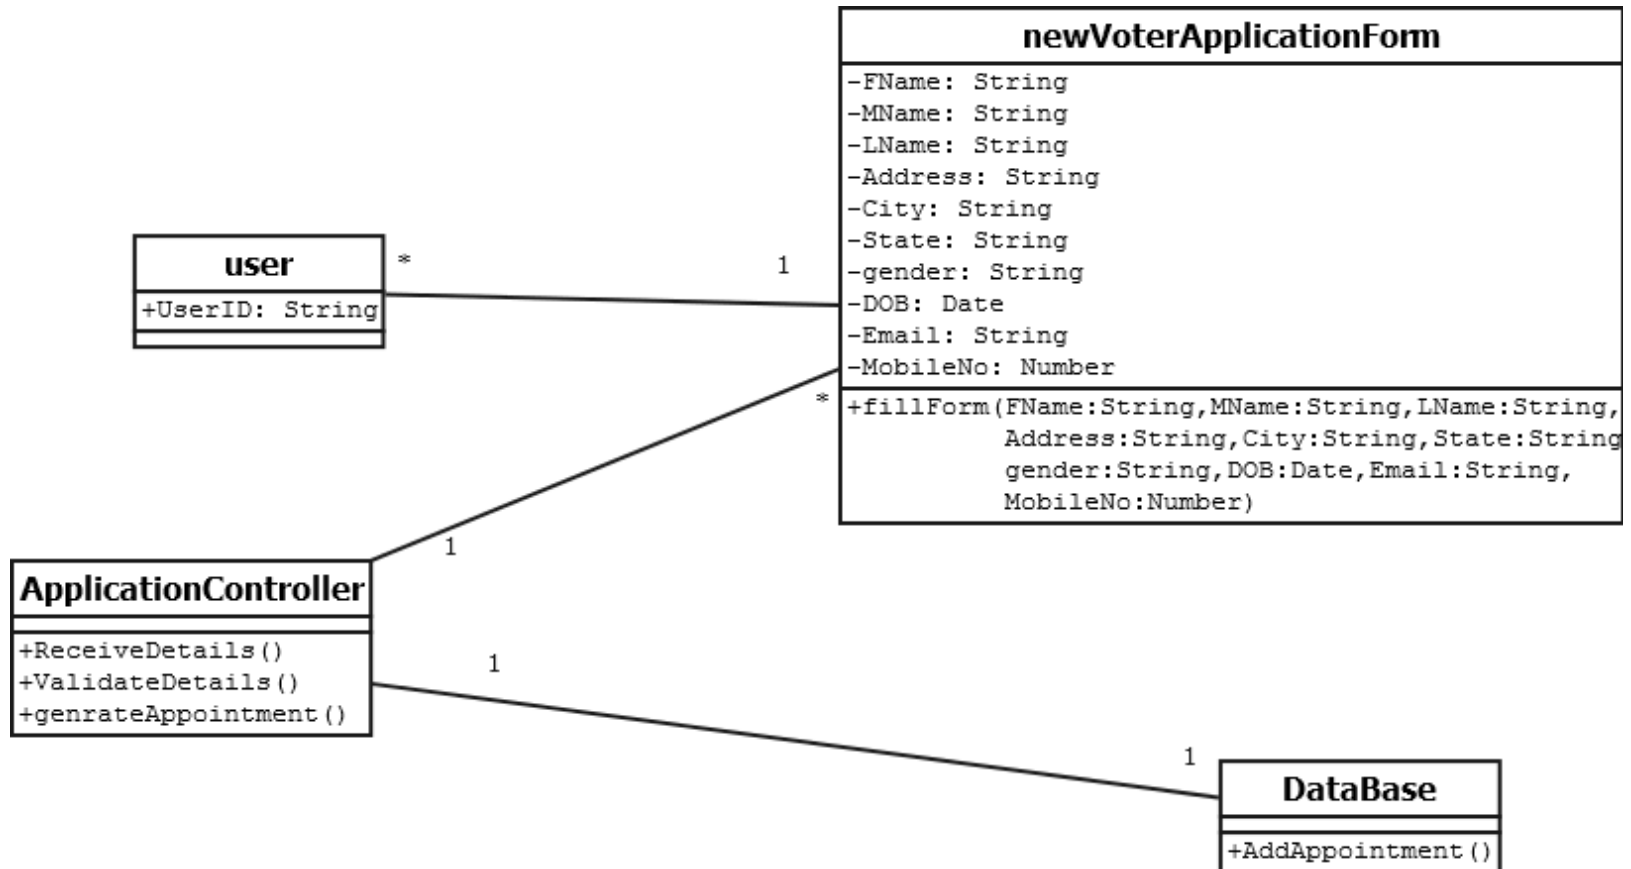 newVoterApplicationForm
-FName: String
-MName: String
-LName: String
-Address: String
-City: String
-State: String
-gender: String
-DOB: Date
-Email: String
-MobileNo: Number
+fillForm(FName:String,MName:String,LName:String,
Address:String,City:String,State:String
gender:String,DOB:Date,Email:String,
MobileNo:Number)
user
+UserID: String
*
1
*
1
ApplicationController
+ReceiveDetails()
+ValidateDetails()
+genrateAppointment()
1
1
DataBase
+AddAppointment()